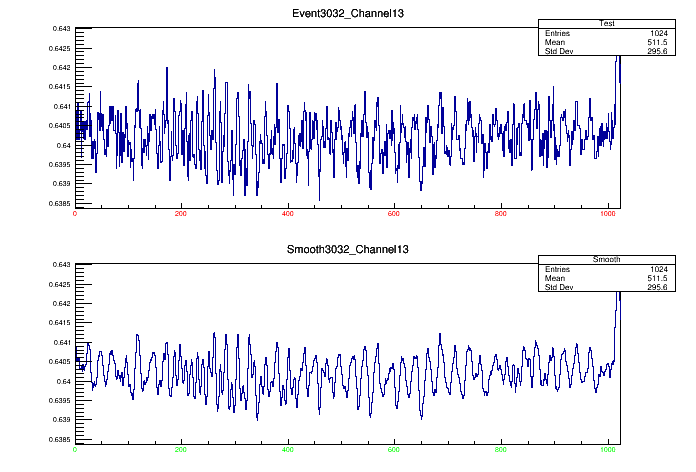 Event3032_Channel13
Test
Entries 1024
Mean 511.5
Std Dev 295.6
0.643
0.6425
0.642
0.6415
0.641
0.6405
0.64
0.6395
0.639
0.6385
0 200 400 600 800 1000
Smooth3032_Channel13
Smooth
Entries 1024
Mean 511.5
Std Dev 295.6
0.643
0.6425
0.642
0.6415
0.641
0.6405
0.64
0.6395
0.639
0.6385
0 200 400 600 800 1000